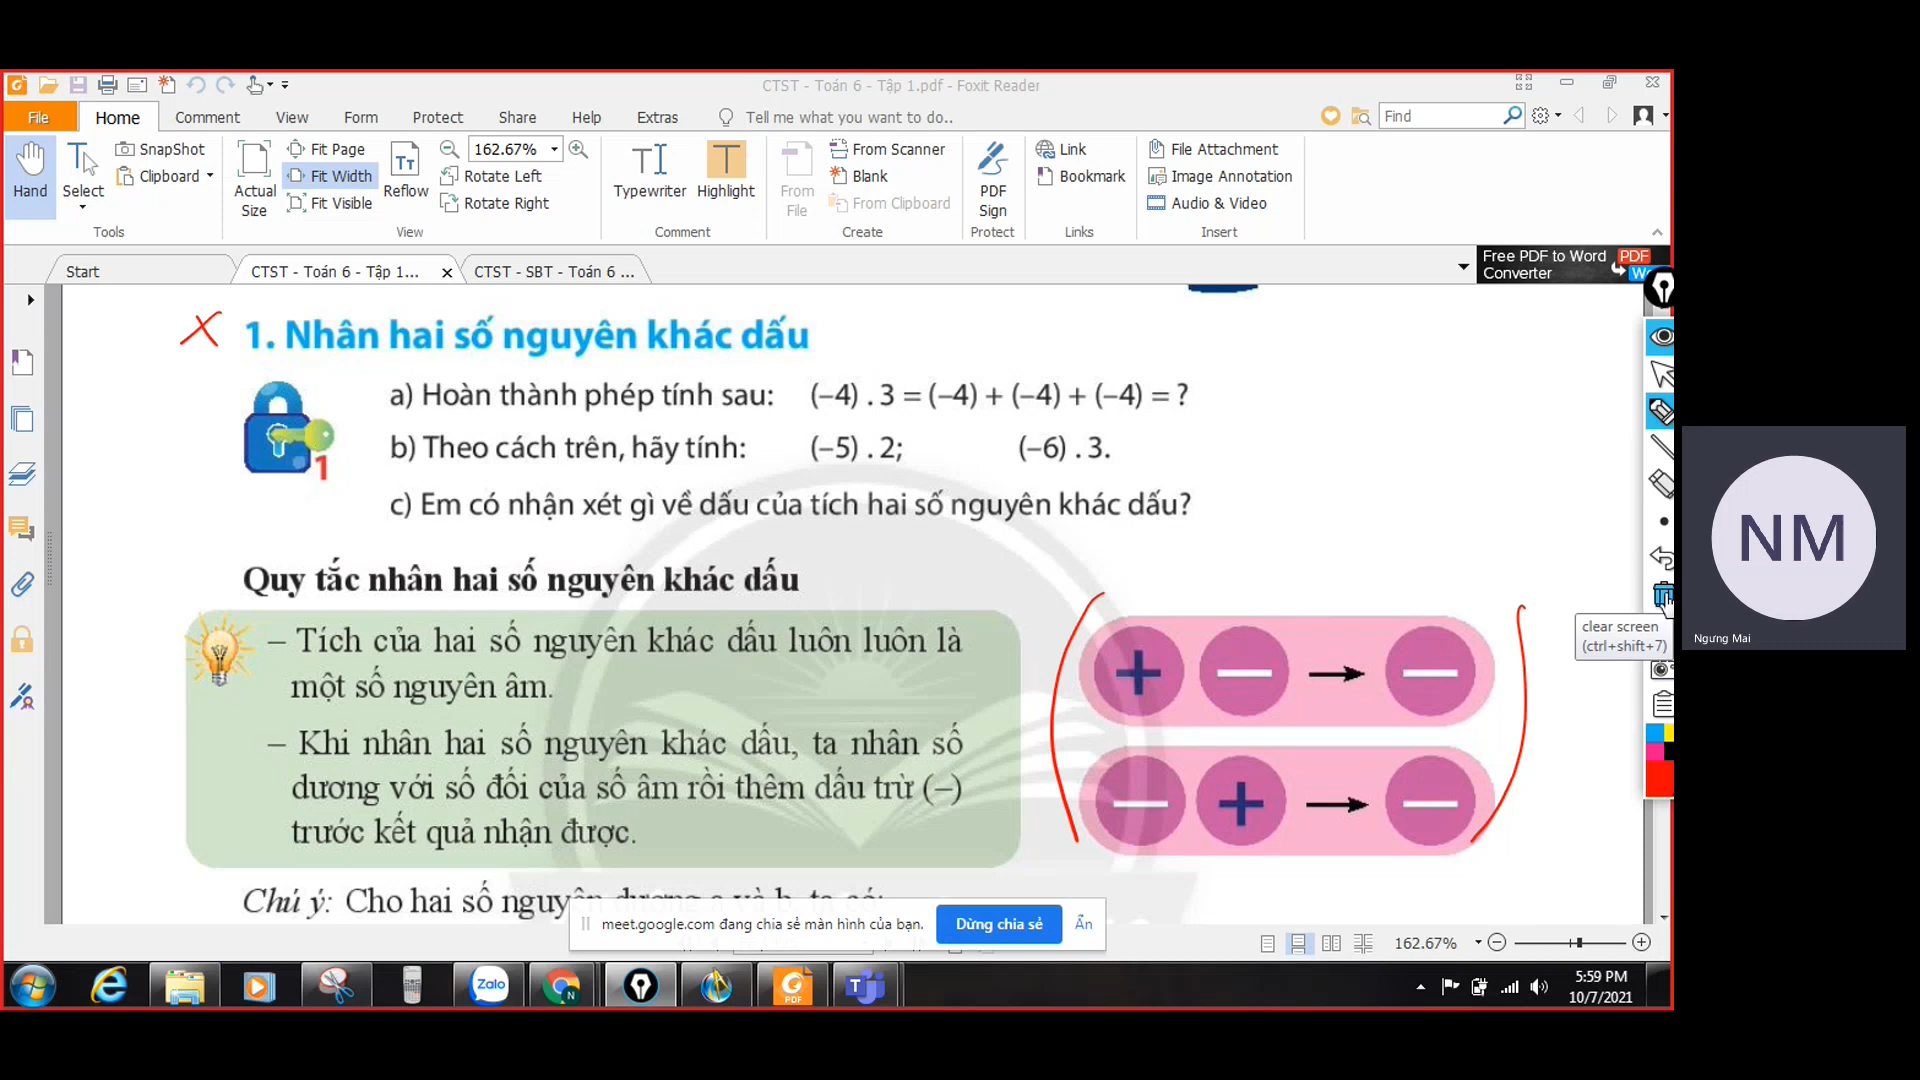 CTST - Toán 6 - Tập 1.pdf - Foxit Reader
File Home Comment View Form Protect Share Help Extras Tell me what you want to do.. Find
Hand
Select
SnapShot
Clipboard
Tools
Actual Size
Fit Page
Fit Width
Fit Visible
Reflow
162.67%
Rotate Left
Rotate Right
View
Typewriter
Highlight
Comment
From File
From Scanner
Blank
From Clipboard
Create
PDF Sign
Protect
Link
Bookmark
Links
File Attachment
Image Annotation
Audio & Video
Insert
Start
CTST - Toán 6 - Tập 1...
CTST - SBT - Toán 6 ...
Free PDF to Word
Converter
PDF
1. Nhân hai số nguyên khác dấu
1
a) Hoàn thành phép tính sau: (–4) . 3 = (–4) + (–4) + (–4) = ?
b) Theo cách trên, hãy tính: (–5) . 2; (–6) . 3.
c) Em có nhận xét gì về dấu của tích hai số nguyên khác dấu?
Quy tắc nhân hai số nguyên khác dấu
– Tích của hai số nguyên khác dấu luôn luôn là
một số nguyên âm.
– Khi nhân hai số nguyên khác dấu, ta nhân số
dương với số đối của số âm rồi thêm dấu trừ (–)
trước kết quả nhận được.
+ – → –
– + → –
Chú ý: Cho hai số nguyên dương a và b, ta có:
clear screen
(ctrl+shift+7)
NM
Ngưng Mai
meet.google.com đang chia sẻ màn hình của bạn. Dừng chia sẻ Ẩn
162.67%
Zalo
N
PDF
5:59 PM
10/7/2021